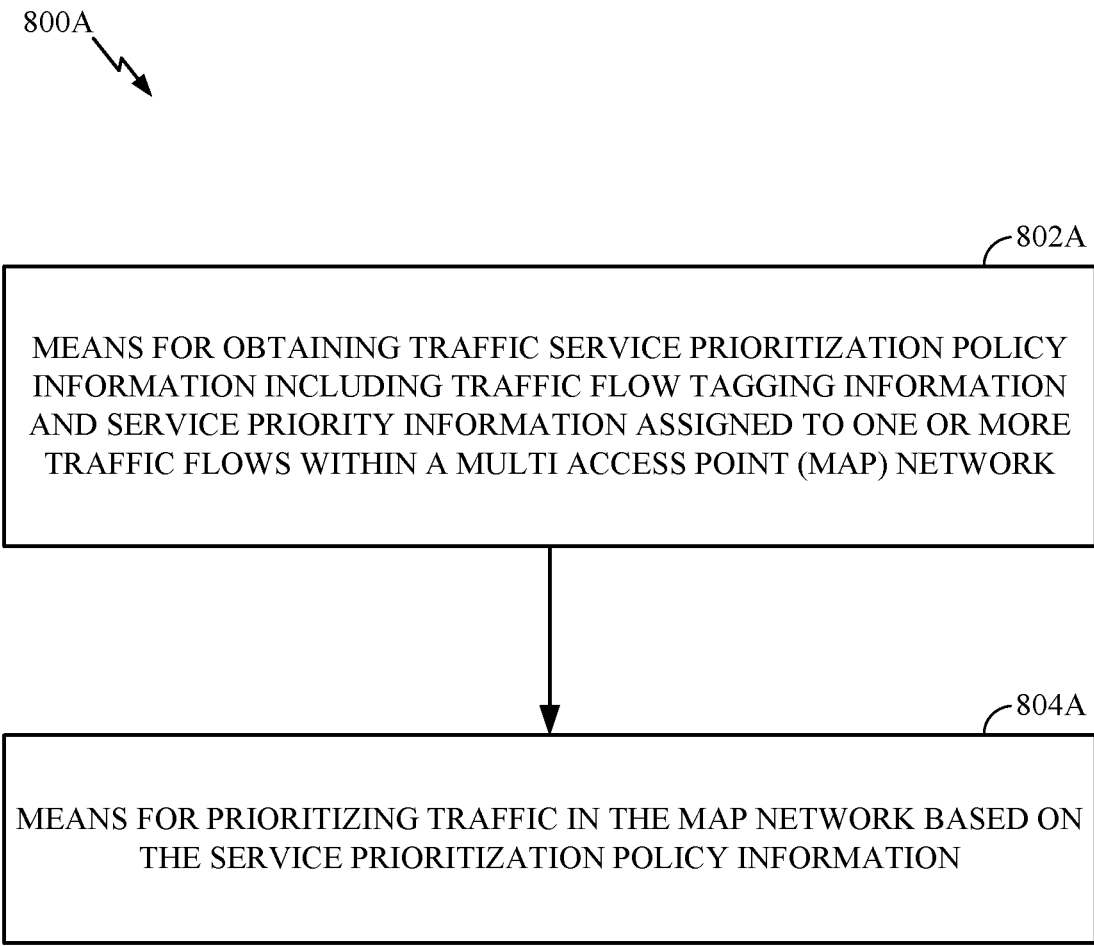 800A
802A
MEANS FOR OBTAINING TRAFFIC SERVICE PRIORITIZATION POLICY
INFORMATION INCLUDING TRAFFIC FLOW TAGGING INFORMATION
AND SERVICE PRIORITY INFORMATION ASSIGNED TO ONE OR MORE
TRAFFIC FLOWS WITHIN A MULTI ACCESS POINT (MAP) NETWORK
804A
MEANS FOR PRIORITIZING TRAFFIC IN THE MAP NETWORK BASED ON
THE SERVICE PRIORITIZATION POLICY INFORMATION